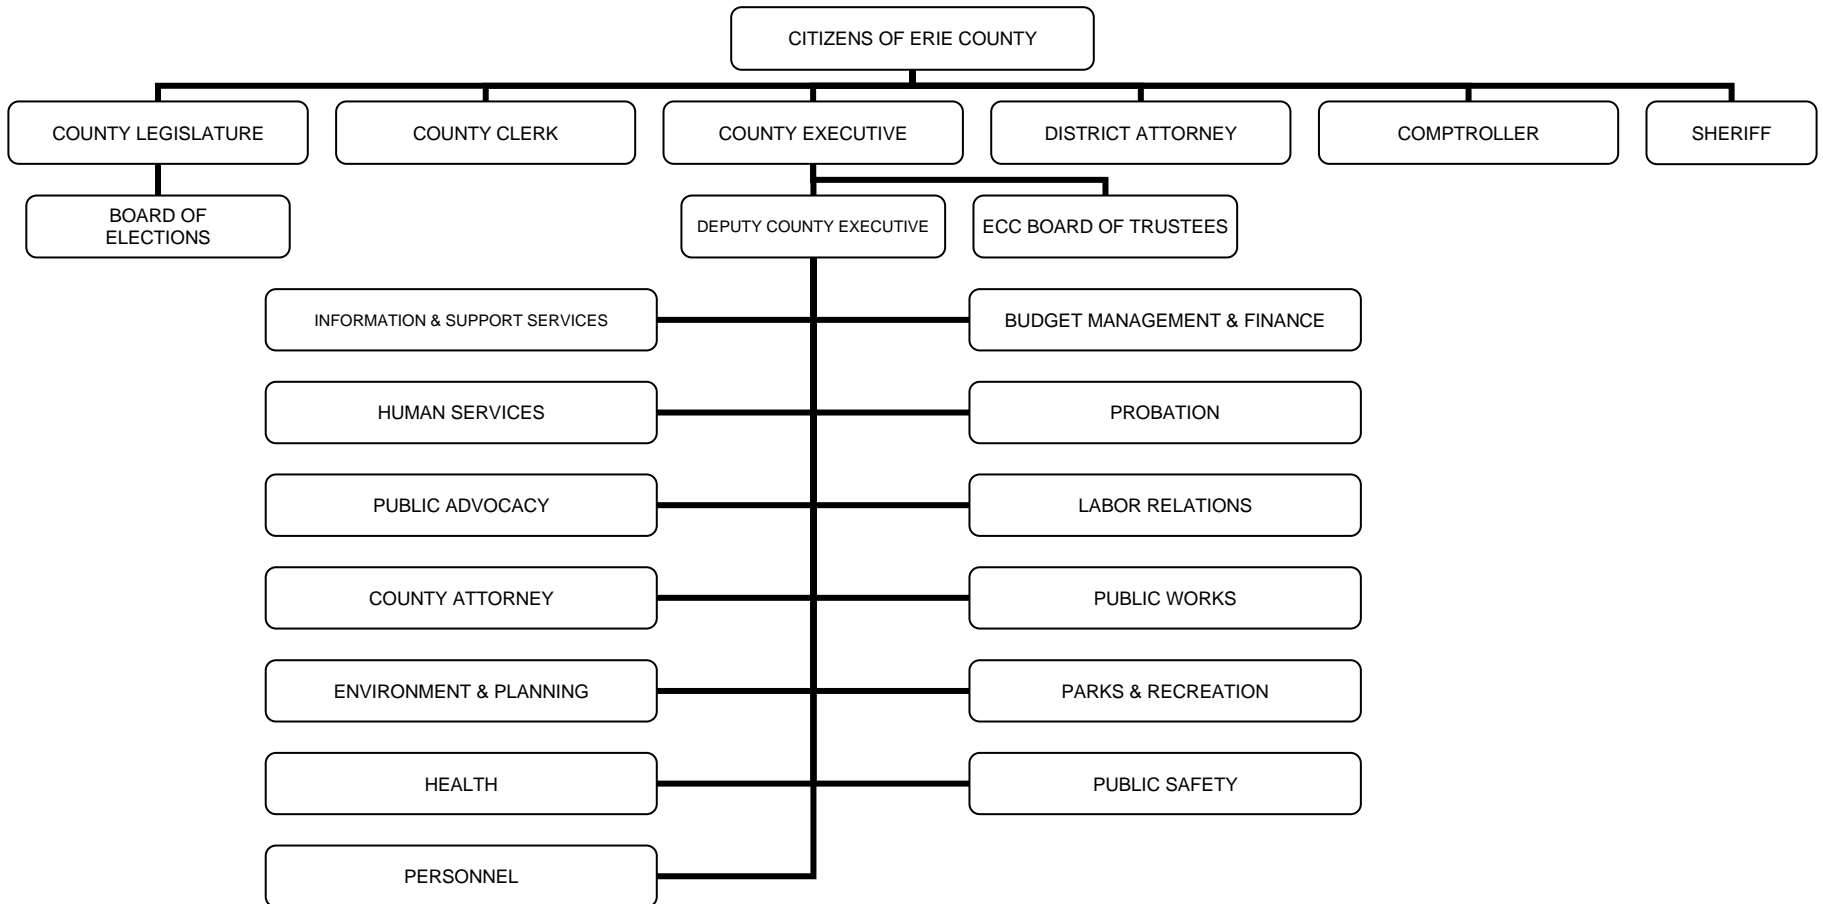 CITIZENS OF ERIE COUNTY
COUNTY LEGISLATURE
COUNTY CLERK
COUNTY EXECUTIVE
DISTRICT ATTORNEY
COMPTROLLER
SHERIFF
BOARD OF
ELECTIONS
DEPUTY COUNTY EXECUTIVE
ECC BOARD OF TRUSTEES
INFORMATION & SUPPORT SERVICES
BUDGET MANAGEMENT & FINANCE
HUMAN SERVICES
PROBATION
PUBLIC ADVOCACY
LABOR RELATIONS
COUNTY ATTORNEY
PUBLIC WORKS
ENVIRONMENT & PLANNING
PARKS & RECREATION
HEALTH
PUBLIC SAFETY
PERSONNEL